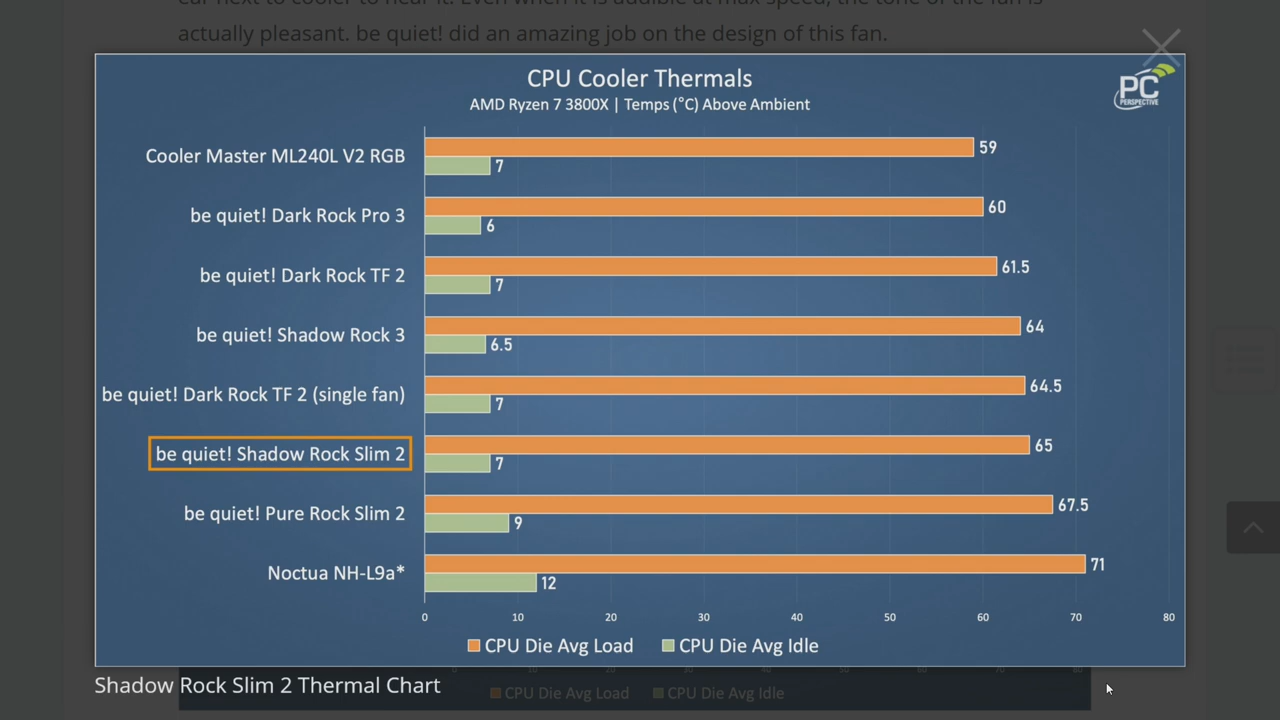 ear next to cooler to hear it. Even when it is audible at max speed, the tone of the fan is
actually pleasant. be quiet! did an amazing job on the design of this fan.
CPU Cooler Thermals
AMD Ryzen 7 3800X | Temps (°C) Above Ambient
PC
PERSPECTIVE
Cooler Master ML240L V2 RGB
59
7
be quiet! Dark Rock Pro 3
60
6
be quiet! Dark Rock TF 2
61.5
7
be quiet! Shadow Rock 3
64
6.5
be quiet! Dark Rock TF 2 (single fan)
64.5
7
be quiet! Shadow Rock Slim 2
65
7
be quiet! Pure Rock Slim 2
67.5
9
Noctua NH-L9a*
71
12
0 10 20 30 40 50 60 70 80
CPU Die Avg Load CPU Die Avg Idle
Shadow Rock Slim 2 Thermal Chart
CPU Die Avg Load CPU Die Avg Idle